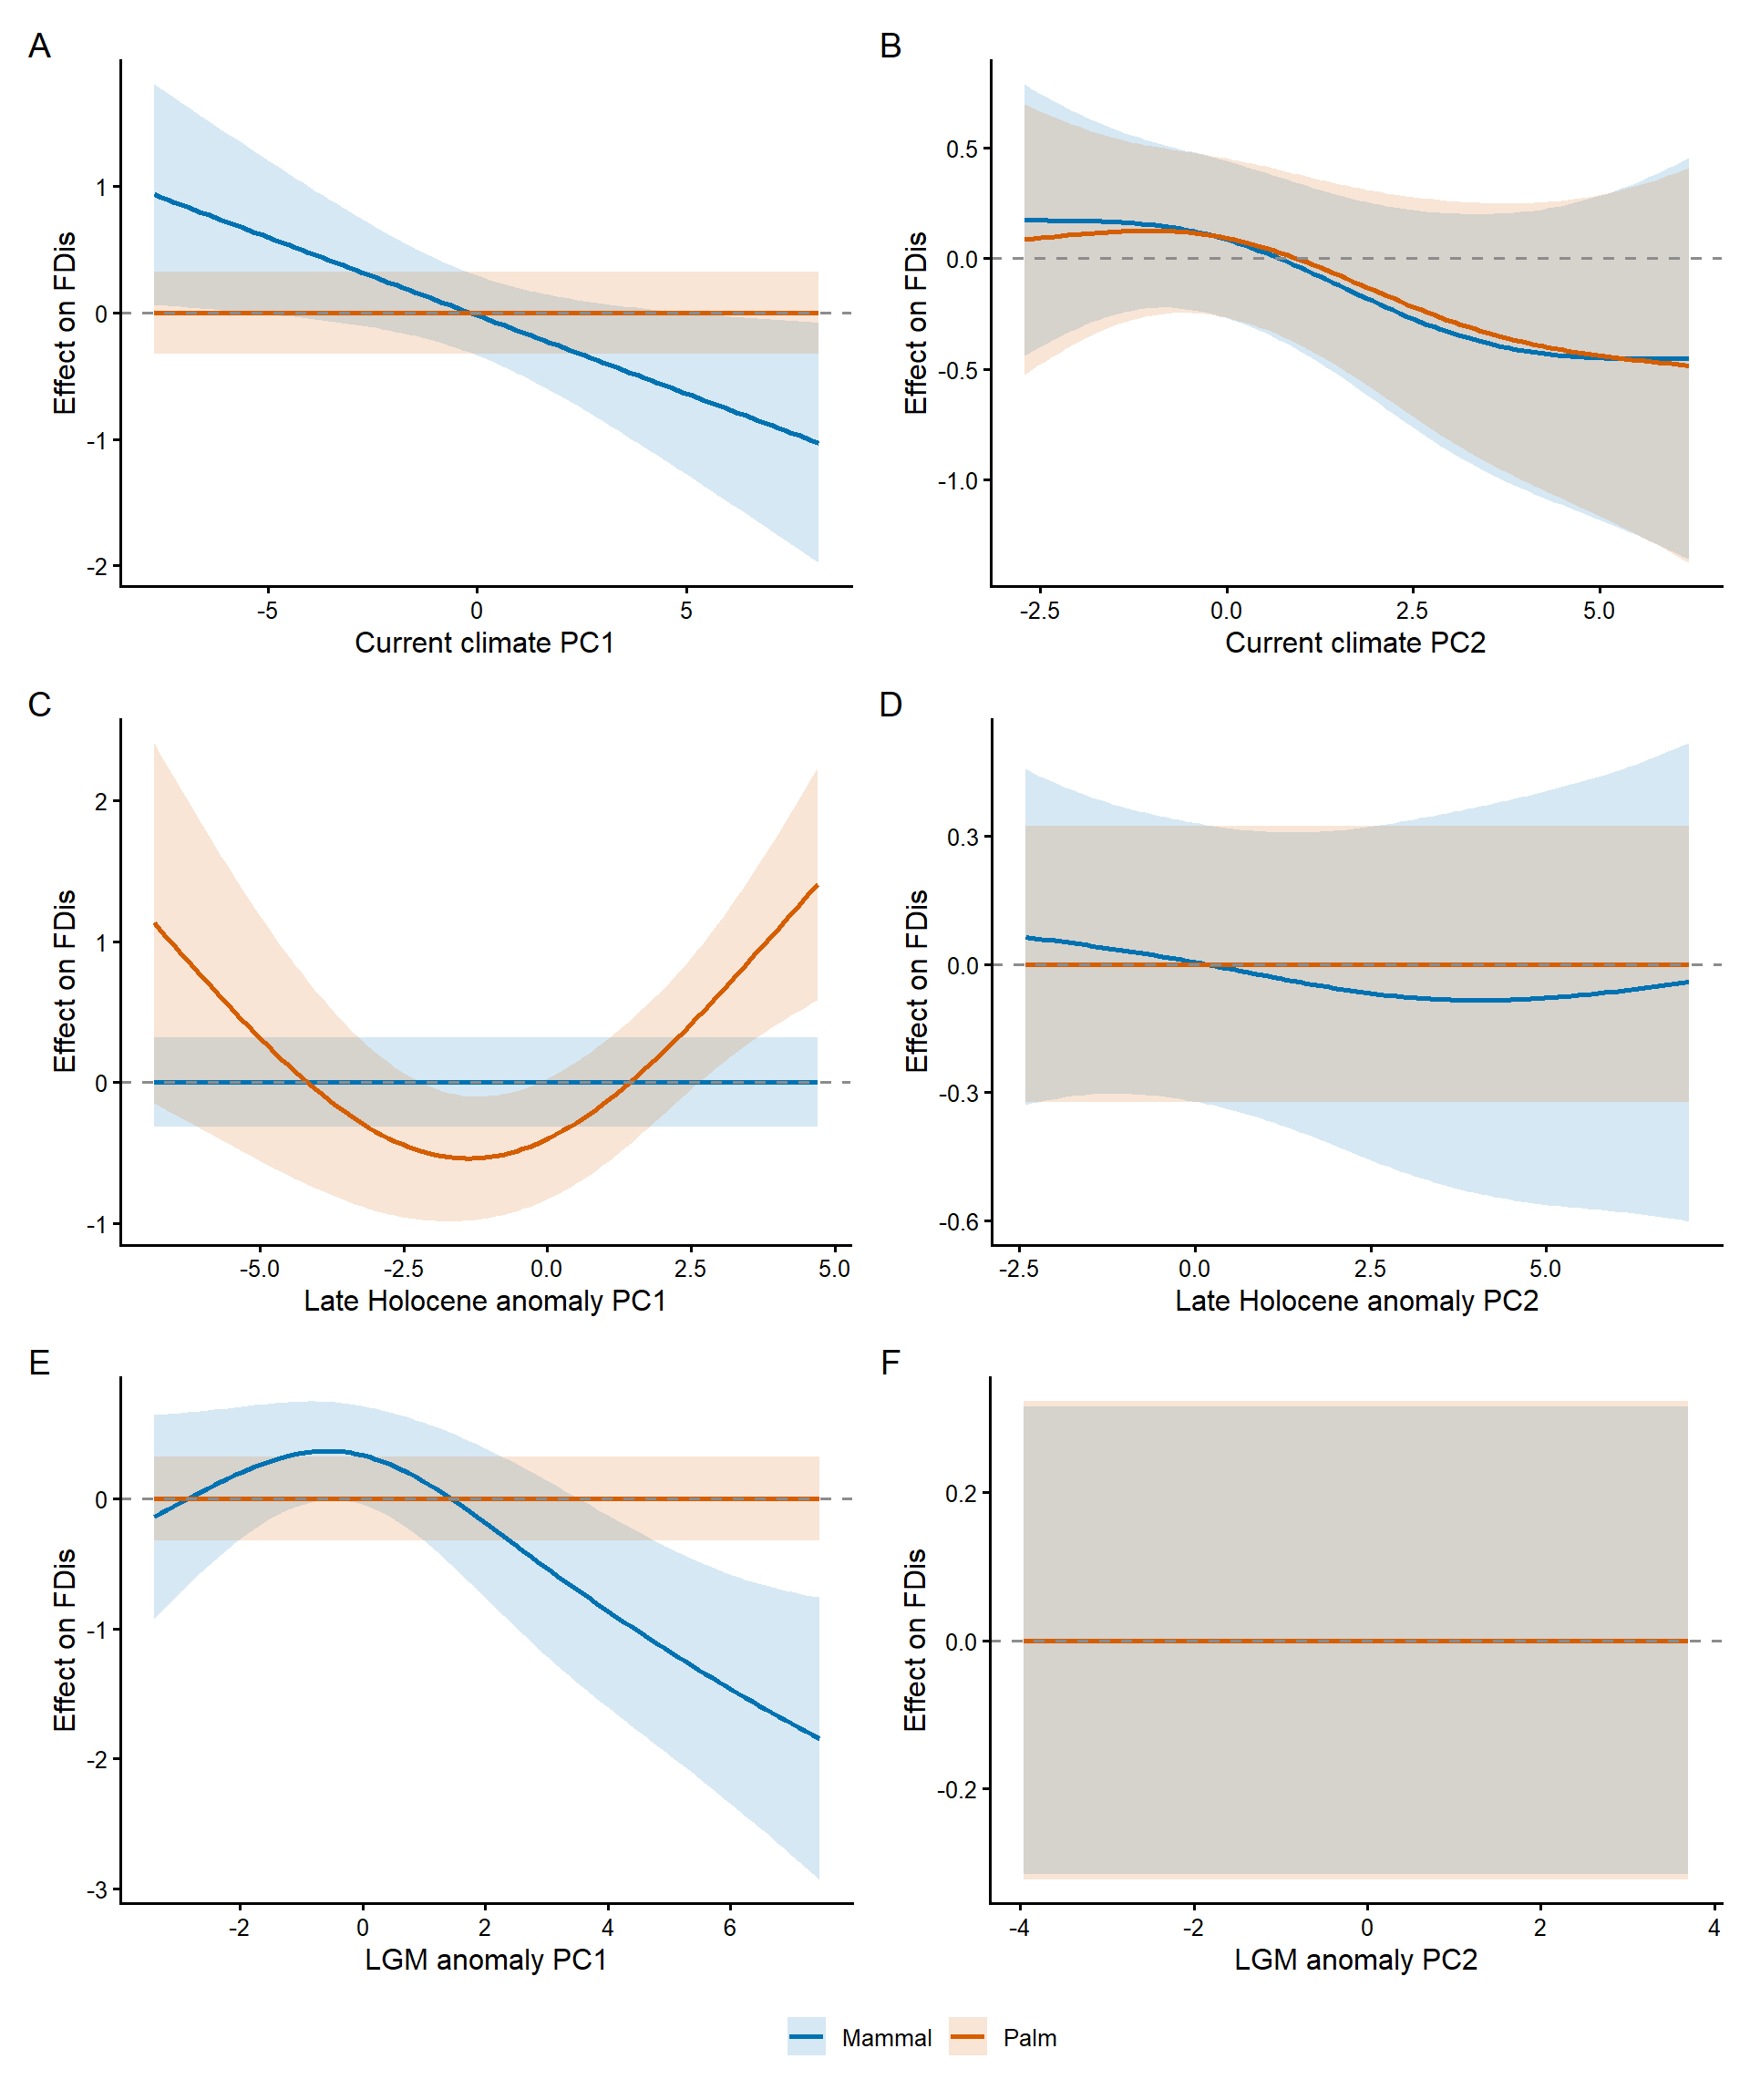 A
Effect on FDis
1
0
-1
-2
-5
0
5
Current climate PC1
B
Effect on FDis
0.5
0.0
-0.5
-1.0
-2.5
0.0
2.5
5.0
Current climate PC2
C
Effect on FDis
2
1
0
-1
-5.0
-2.5
0.0
2.5
5.0
Late Holocene anomaly PC1
D
Effect on FDis
0.3
0.0
-0.3
-0.6
-2.5
0.0
2.5
5.0
Late Holocene anomaly PC2
E
Effect on FDis
0
-1
-2
-3
-2
0
2
4
6
LGM anomaly PC1
F
Effect on FDis
0.2
0.0
-0.2
-4
-2
0
2
4
LGM anomaly PC2
Mammal
Palm